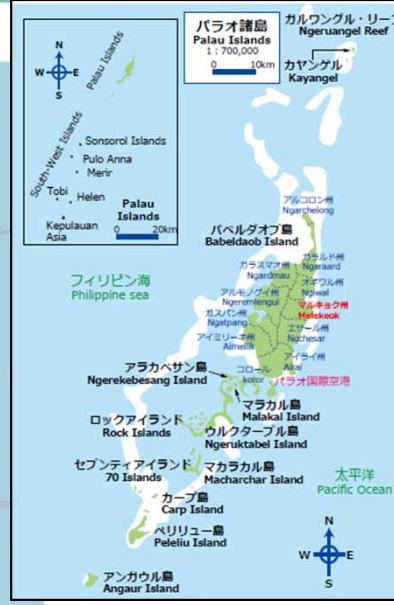 パラオ諸島
Palau Islands
1：700,000
0 10km
ガルワングル・リーフ
Ngeruangel Reef
カヤンゲル
Kayangel
N
W E
S
Palau Islands
South-West Islands
Sonsorol Islands
Pulo Anna
Merir
Tobi
Helen
Kepulauan
Asia
Palau
Islands
0 20km
アルコロン州
Ngarchelong
バベルダオブ島
Babeldaob Island
ガラスマオ州
Ngardmau
ガラルド州
Ngaraard
フィリピン海
Philippine sea
アルモノグイ州
Ngeremlengui
オギワル州
Ngiwal
マルキョク州
Melekeok
ガスパン州
Ngatpang
エサール州
Ngchesar
アイミリーキ州
Aimeliik
アイライ州
Airai
アラカベサン島
Ngerekebesang Island
コロール
koror
パラオ国際空港
マラカル島
Malakal Island
ロックアイランド
Rock Islands
ウルクターブル島
Ngeruktabel Island
セブンティアイランド
70 Islands
マカラカル島
Macharchar Island
太平洋
Pacific Ocean
カープ島
Carp Island
ペリリュー島
Peleliu Island
N
W E
S
アンガウル島
Angaur Island